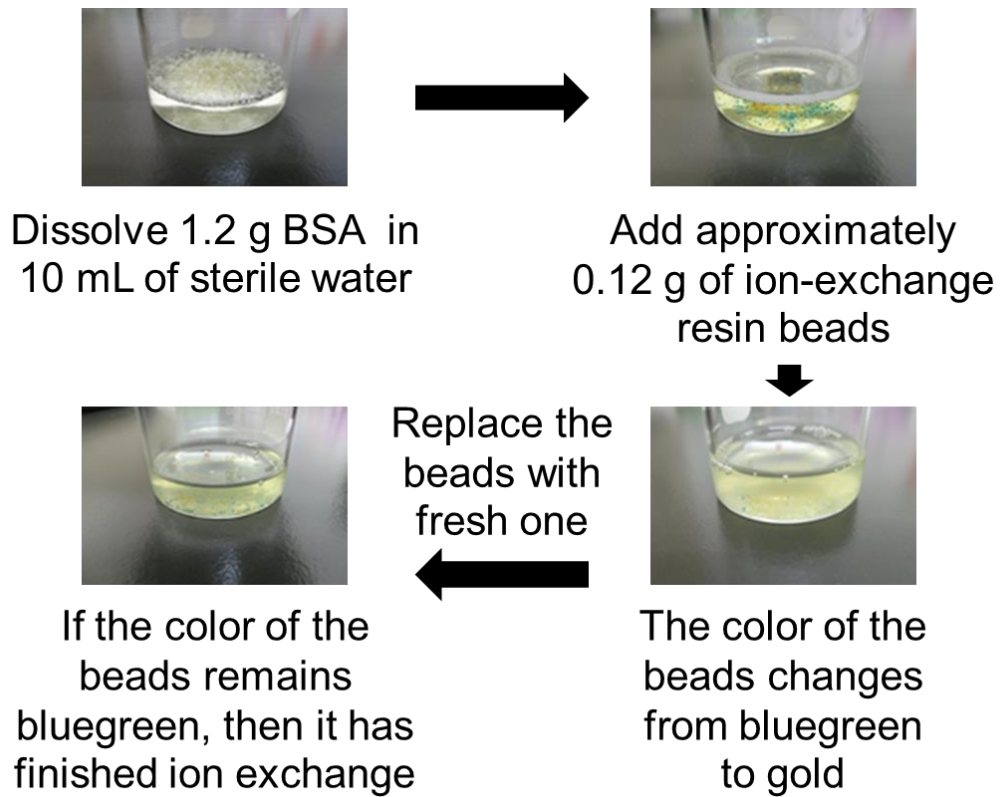 Dissolve 1.2 g BSA in
10 mL of sterile water
Add approximately
0.12 g of ion-exchange
resin beads
The color of the
beads changes
from bluegreen
to gold
Replace the
beads with
fresh one
If the color of the
beads remains
bluegreen, then it has
finished ion exchange